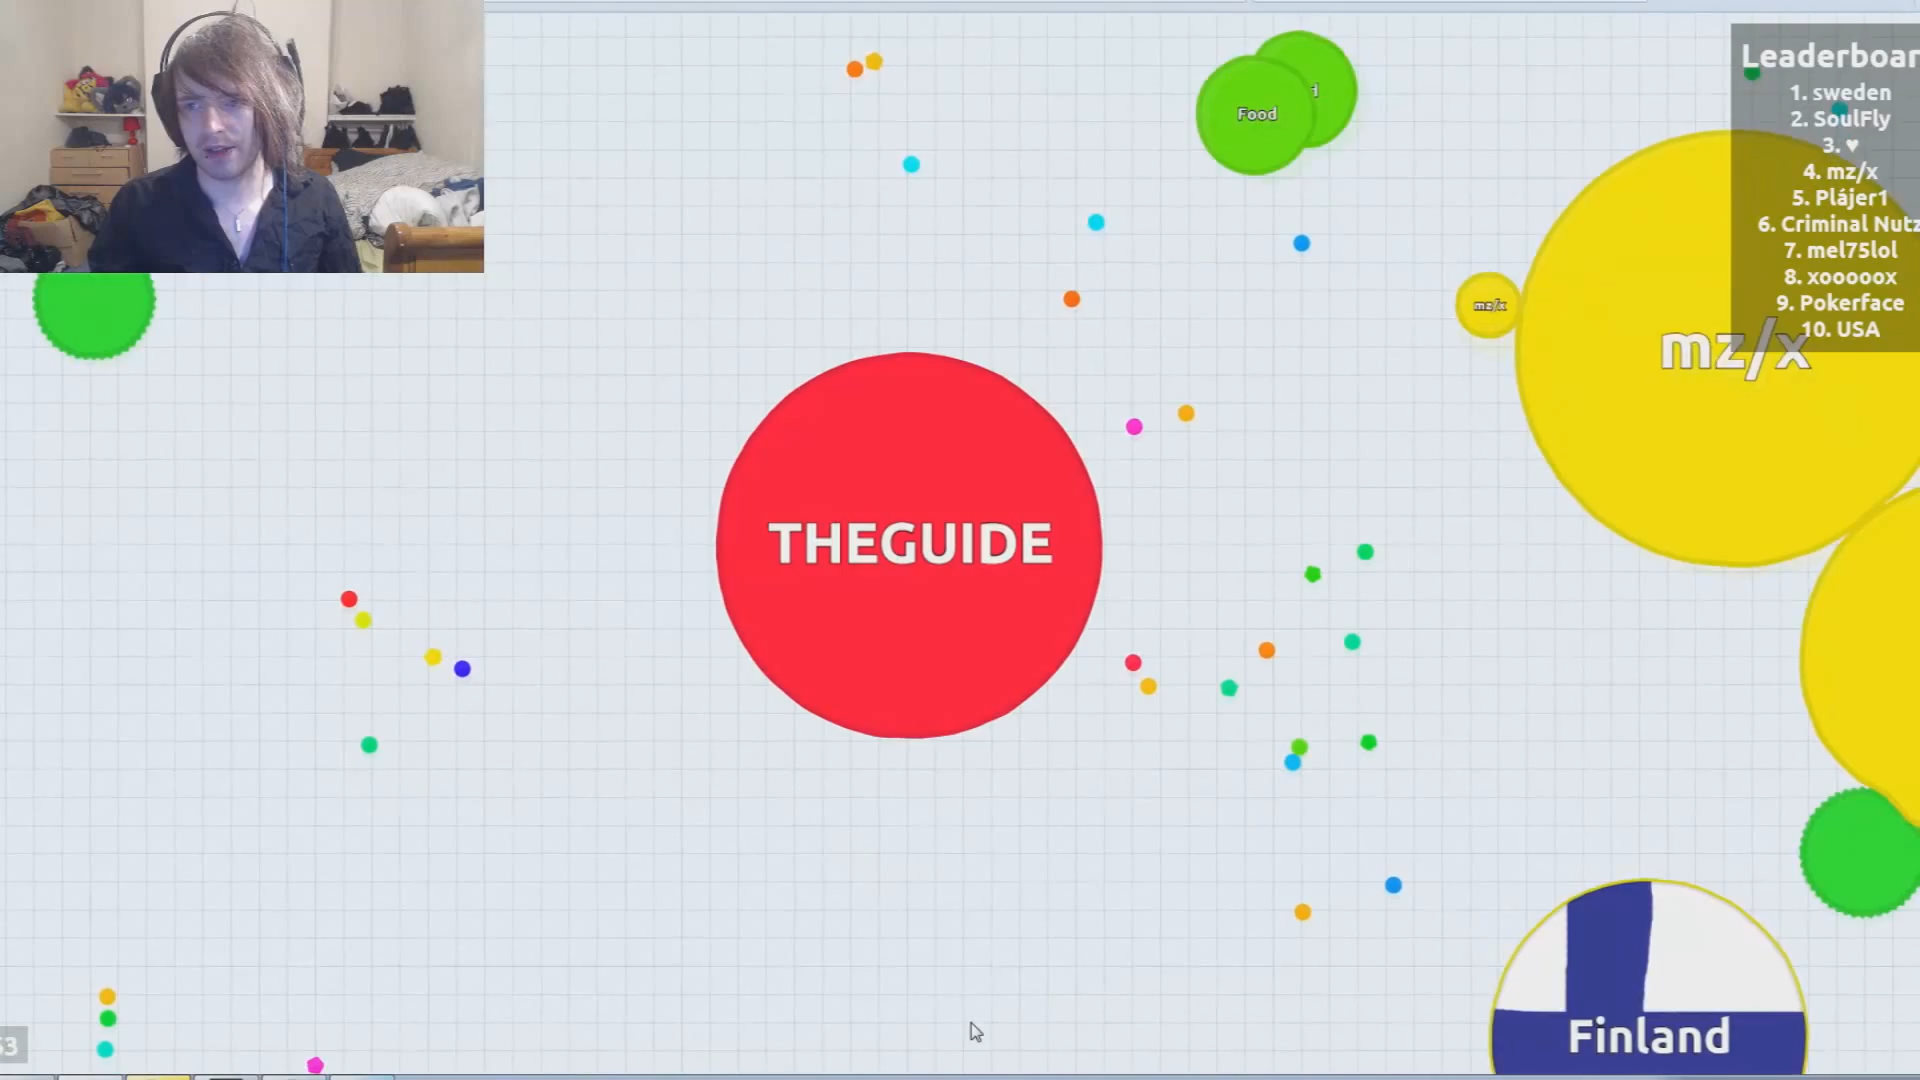 Food
d
Leaderboar
1. sweden
2. SoulFly
3. ♥
4. mz/x
5. Plájer1
6. Criminal Nutz
7. mel75lol
8. xooooox
9. Pokerface
10. USA
mz/x
mz/x
THEGUIDE
Finland
53